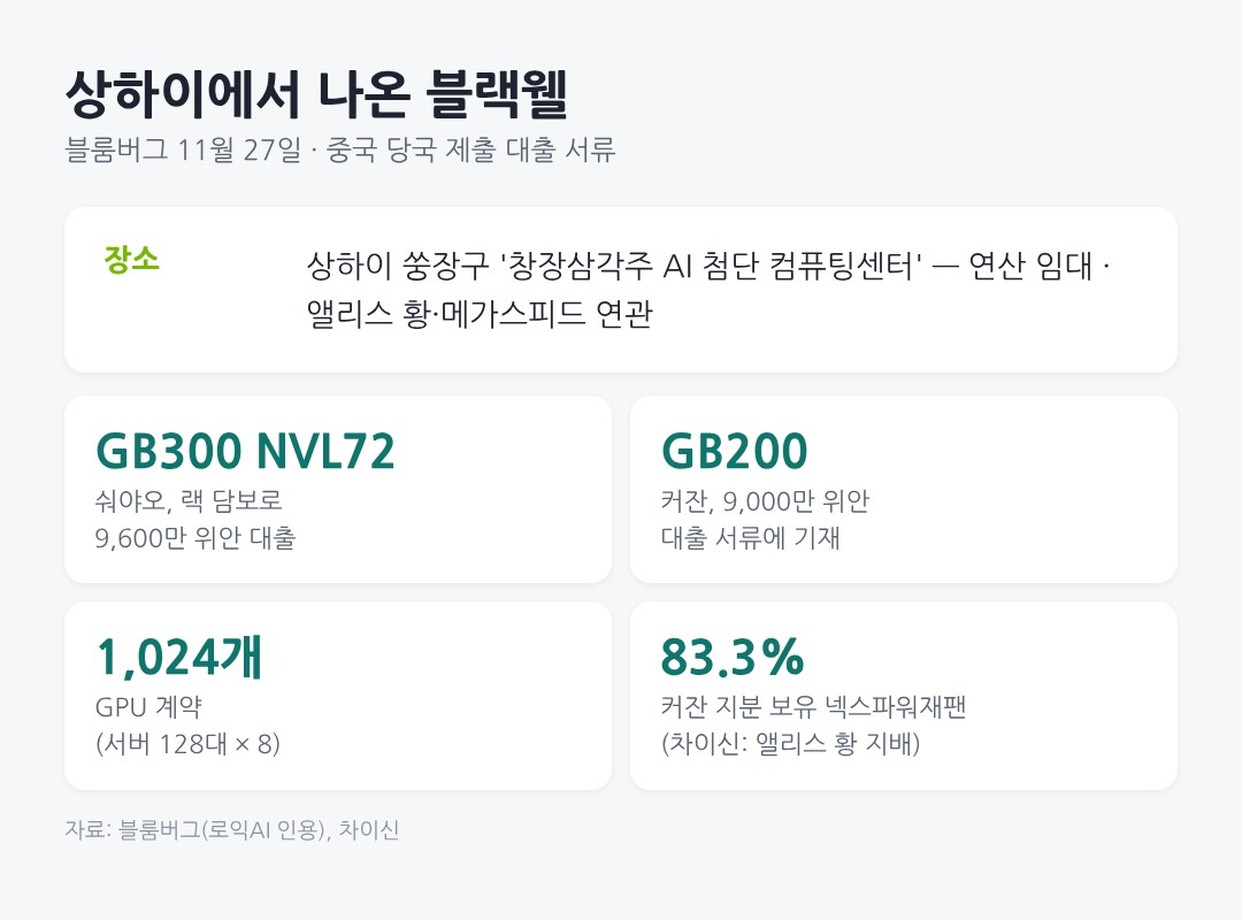 상하이에서 나온 블랙웰
블룸버그 11월 27일 · 중국 당국 제출 대출 서류
장소
상하이 쑹장구 '창장삼각주 AI 첨단 컴퓨팅센터' — 연산 임대 ·
앨리스 황·메가스피드 연관
GB300 NVL72
숴야오, 랙 담보로
9,600만 위안 대출
GB200
커잔, 9,000만 위안
대출 서류에 기재
1,024개
GPU 계약
(서버 128대 × 8)
83.3%
커잔 지분 보유 넥스파워재팬
(차이신: 앨리스 황 지배)
자료: 블룸버그(로익AI 인용), 차이신